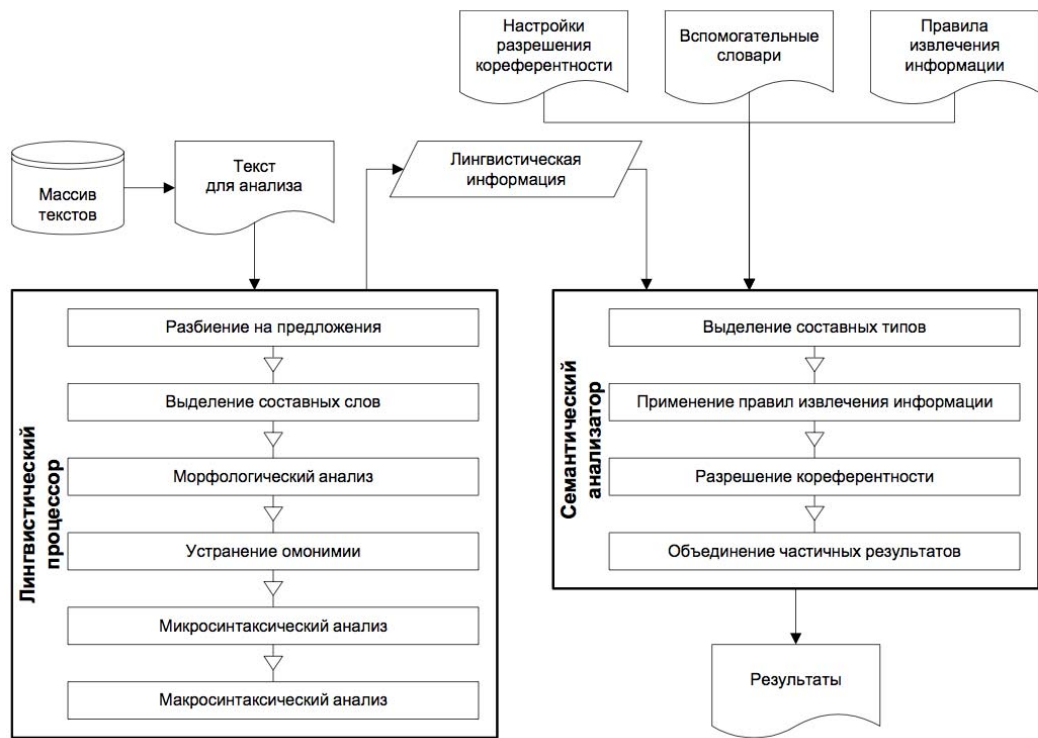 Настройки
разрешения
кореферентности
Вспомогательные
словари
Правила
извлечения
информации
Массив
текстов
Текст
для анализа
Лингвистическая
информация
Лингвистический
процессор
Разбиение на предложения
Выделение составных слов
Морфологический анализ
Устранение омонимии
Микросинтаксический анализ
Макросинтаксический анализ
Семантический
анализатор
Выделение составных типов
Применение правил извлечения информации
Разрешение кореферентности
Объединение частичных результатов
Результаты